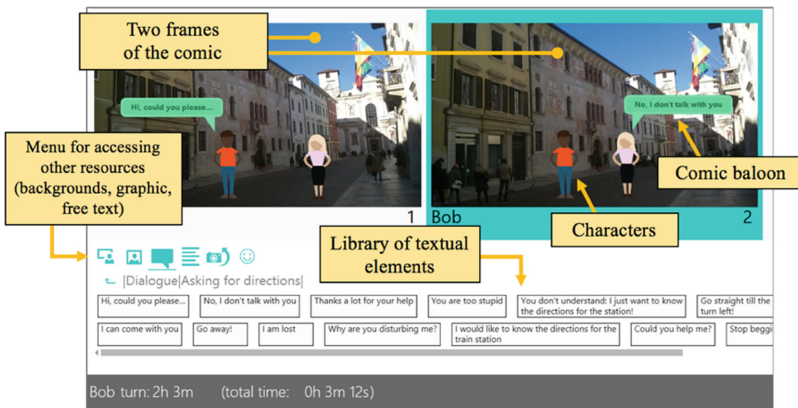 Two frames
of the comic
Hi, could you please...
No, I don't talk with you
Menu for accessing
other resources
(backgrounds, graphic,
free text)
Comic baloon
1
Bob
2
Characters
Library of textual
elements
|Dialogue|Asking for directions|
Hi, could you please...
No, I don't talk with you
Thanks a lot for your help
You are too stupid
You don't understand: I just want to know
the directions for the station!
Go straight till the
turn left!
I can come with you
Go away!
I am lost
Why are you disturbing me?
I would like to know the directions for the
train station
Could you help me?
Stop beggi
Bob turn: 2h 3m (total time: 0h 3m 12s)